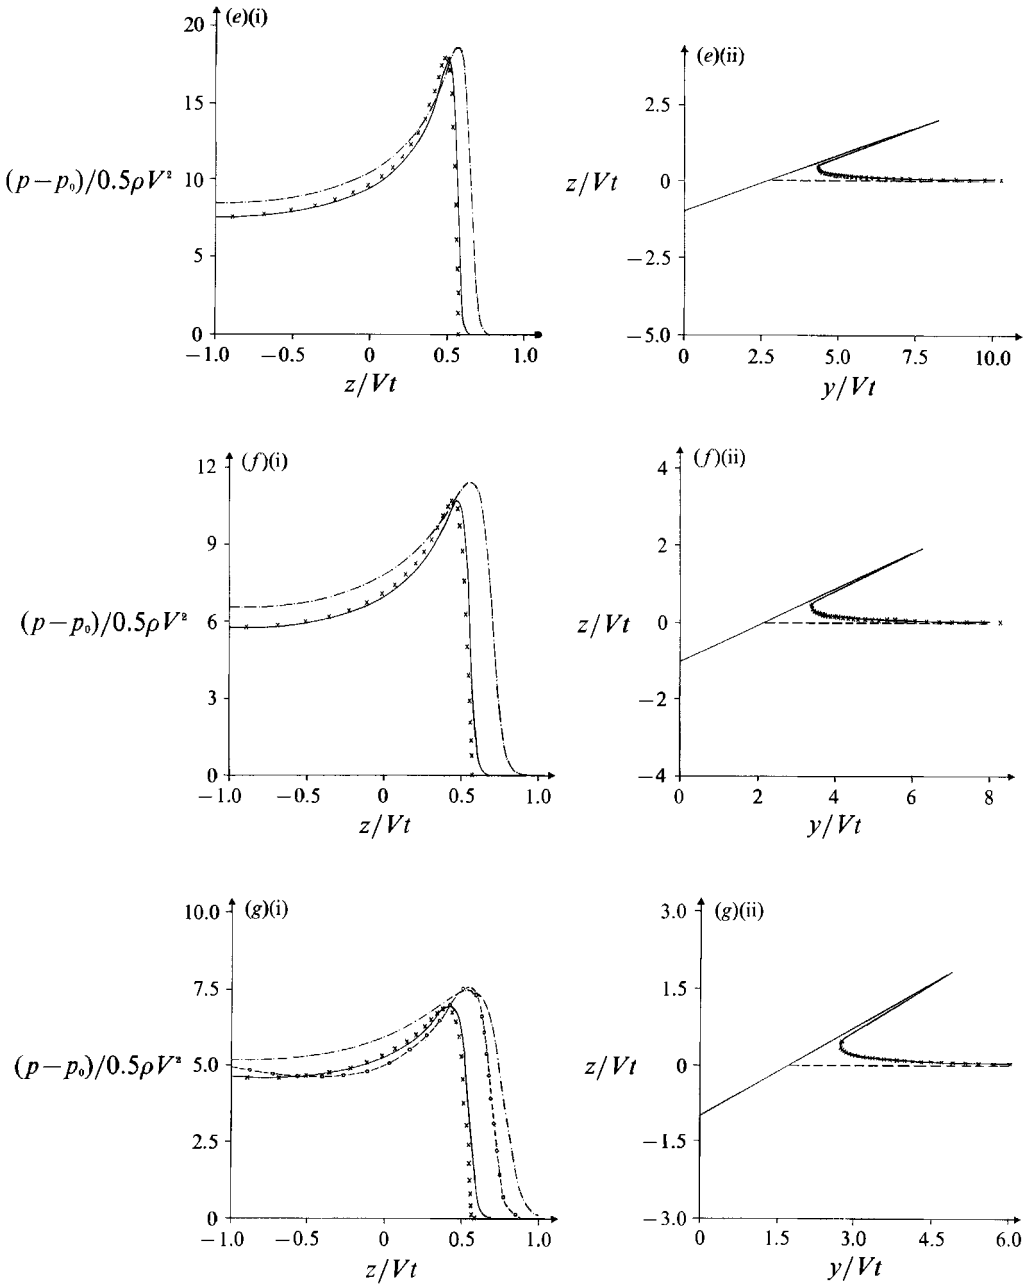 (e)(i)
20
15
10
5
0
−1.0 −0.5 0 0.5 1.0
(p−p₀)/0.5ρV²
z/Vt
(e)(ii)
2.5
0
−2.5
−5.0
0 2.5 5.0 7.5 10.0
z/Vt
y/Vt
(f)(i)
12
9
6
3
0
−1.0 −0.5 0 0.5 1.0
(p−p₀)/0.5ρV²
z/Vt
(f)(ii)
4
2
0
−2
−4
0 2 4 6 8
z/Vt
y/Vt
(g)(i)
10.0
7.5
5.0
2.5
0
−1.0 −0.5 0 0.5 1.0
(p−p₀)/0.5ρV²
z/Vt
(g)(ii)
3.0
1.5
0
−1.5
−3.0
0 1.5 3.0 4.5 6.0
z/Vt
y/Vt